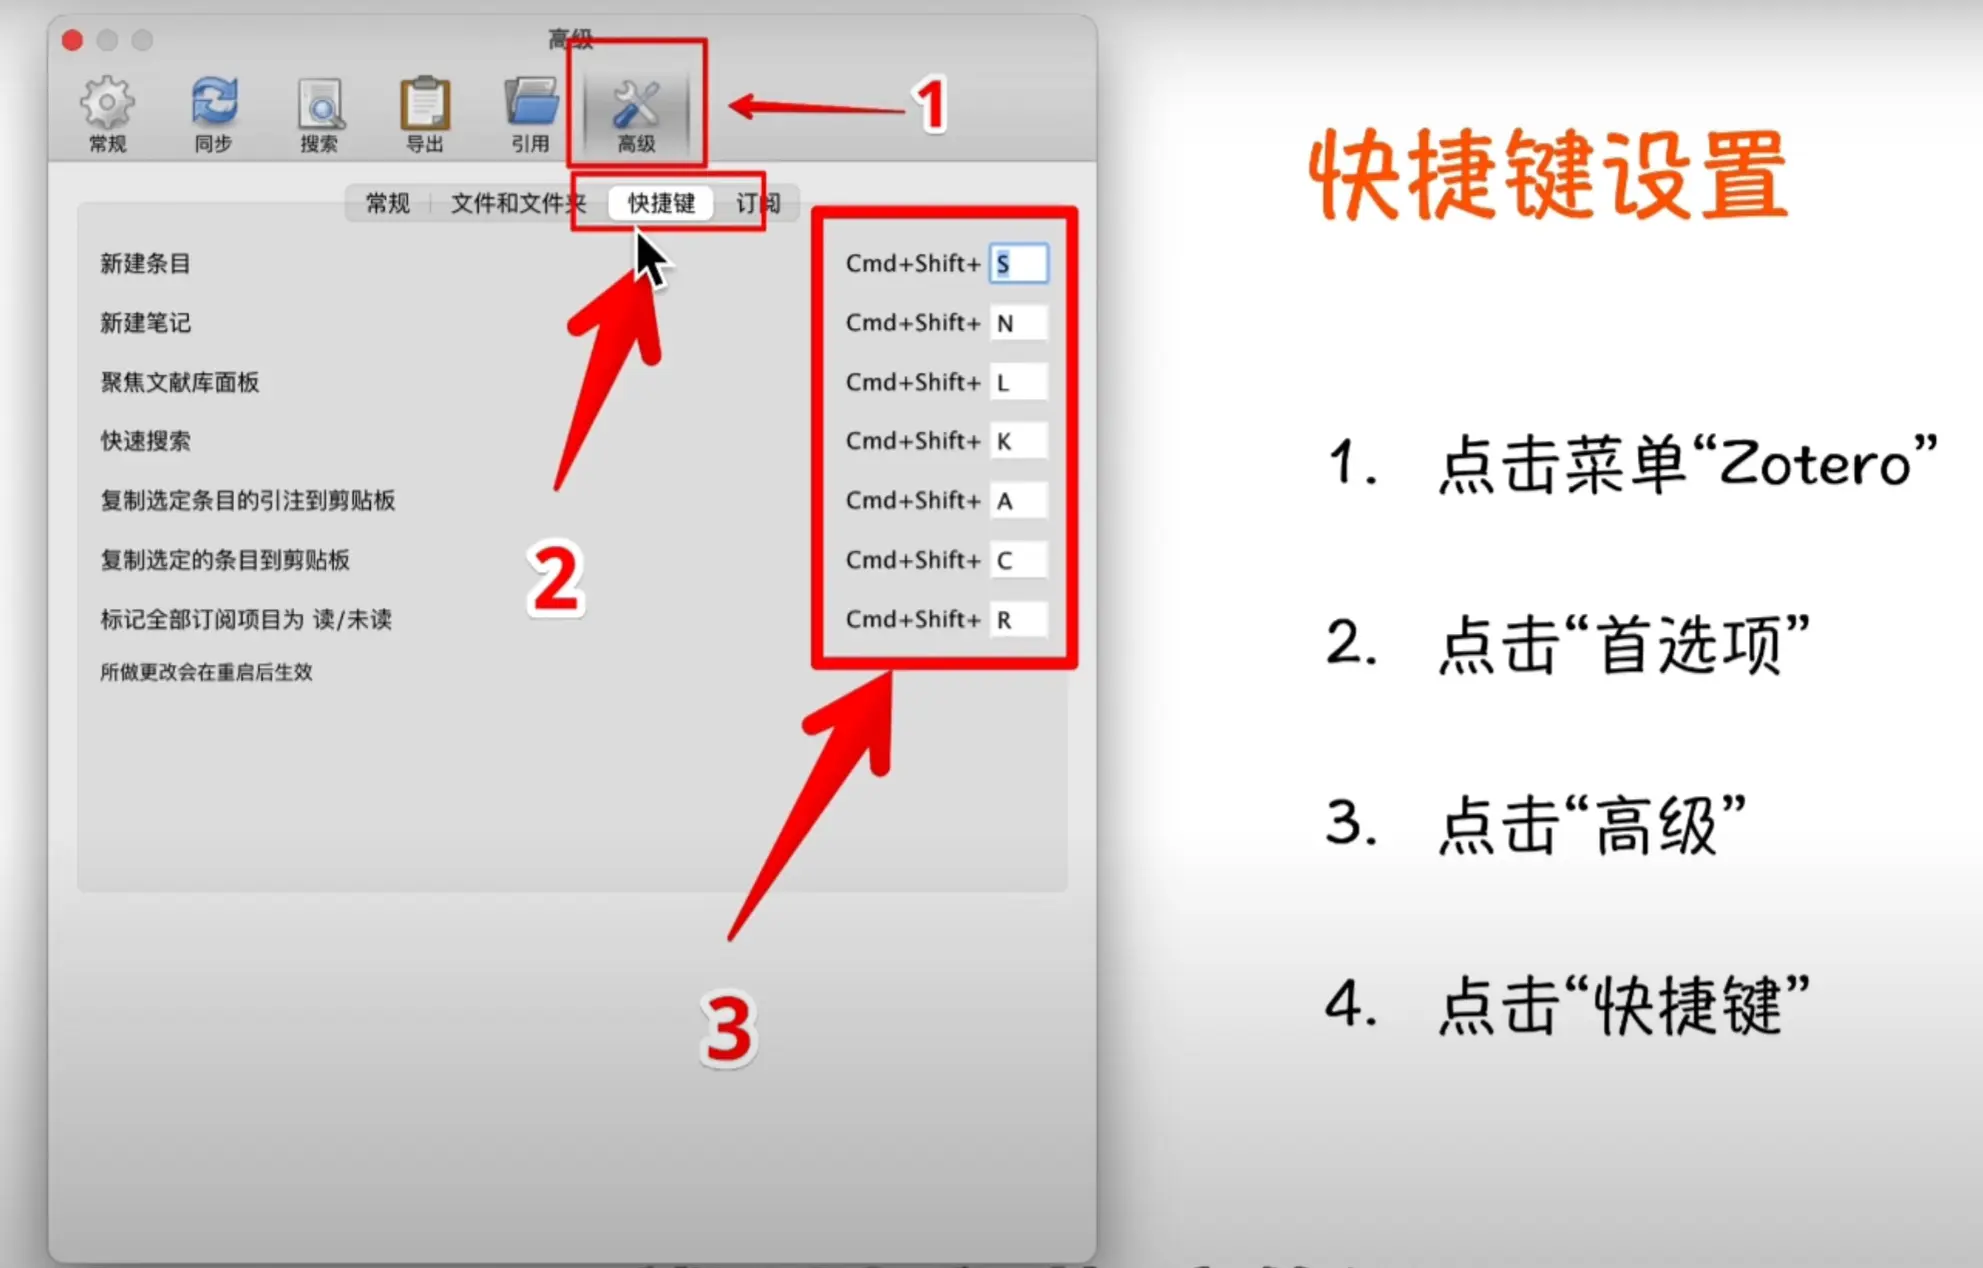 高级
常规 同步 搜索 导出 引用 高级
1
常规 文件和文件夹 快捷键 订阅
新建条目 Cmd+Shift+ S
新建笔记 Cmd+Shift+ N
聚焦文献库面板 Cmd+Shift+ L
快速搜索 Cmd+Shift+ K
复制选定条目的引注到剪贴板 Cmd+Shift+ A
复制选定的条目到剪贴板 Cmd+Shift+ C
标记全部订阅项目为 读/未读 Cmd+Shift+ R
所做更改会在重启后生效
2
3
快捷键设置
1. 点击菜单“Zotero”
2. 点击“首选项”
3. 点击“高级”
4. 点击“快捷键”